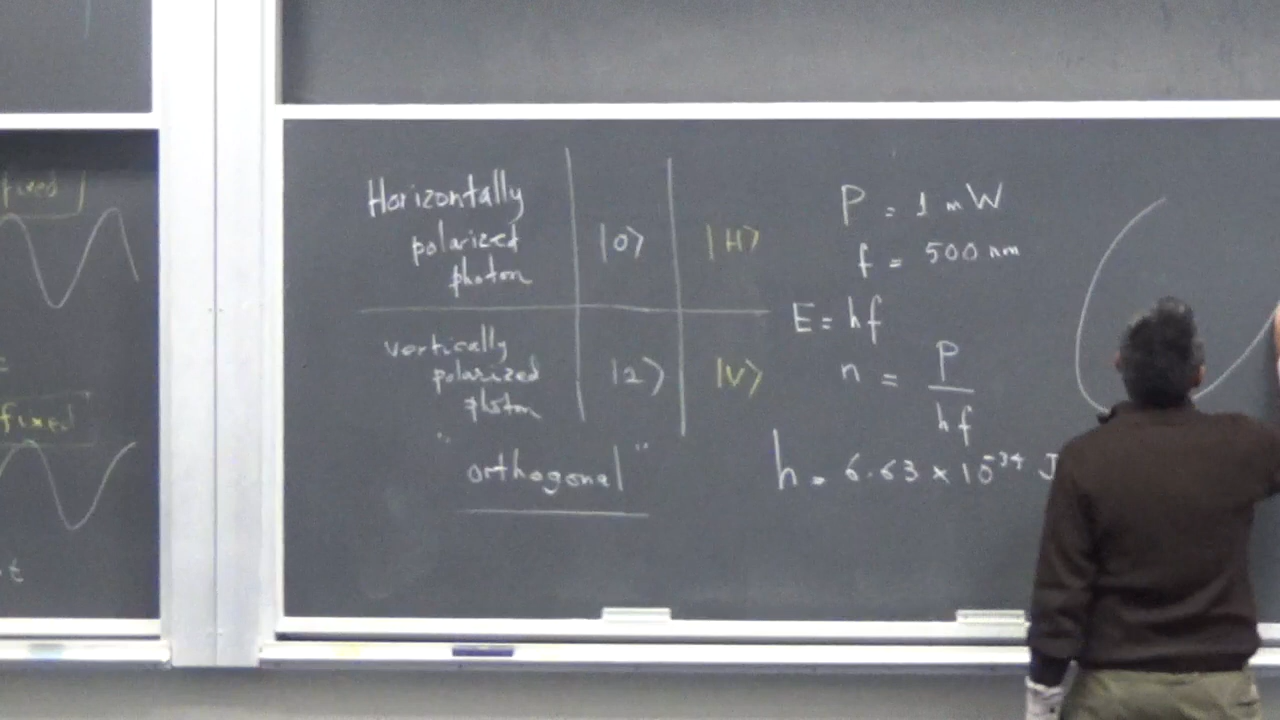 fixed
fixed
t
Horizontally
polarized
photon
|0⟩
|H⟩
vertically
polarized
photon
|2⟩
|V⟩
"orthogonal"
P = 1 mW
f = 500 nm
E = hf
n = P
hf
h = 6.63 × 10⁻³⁴ J